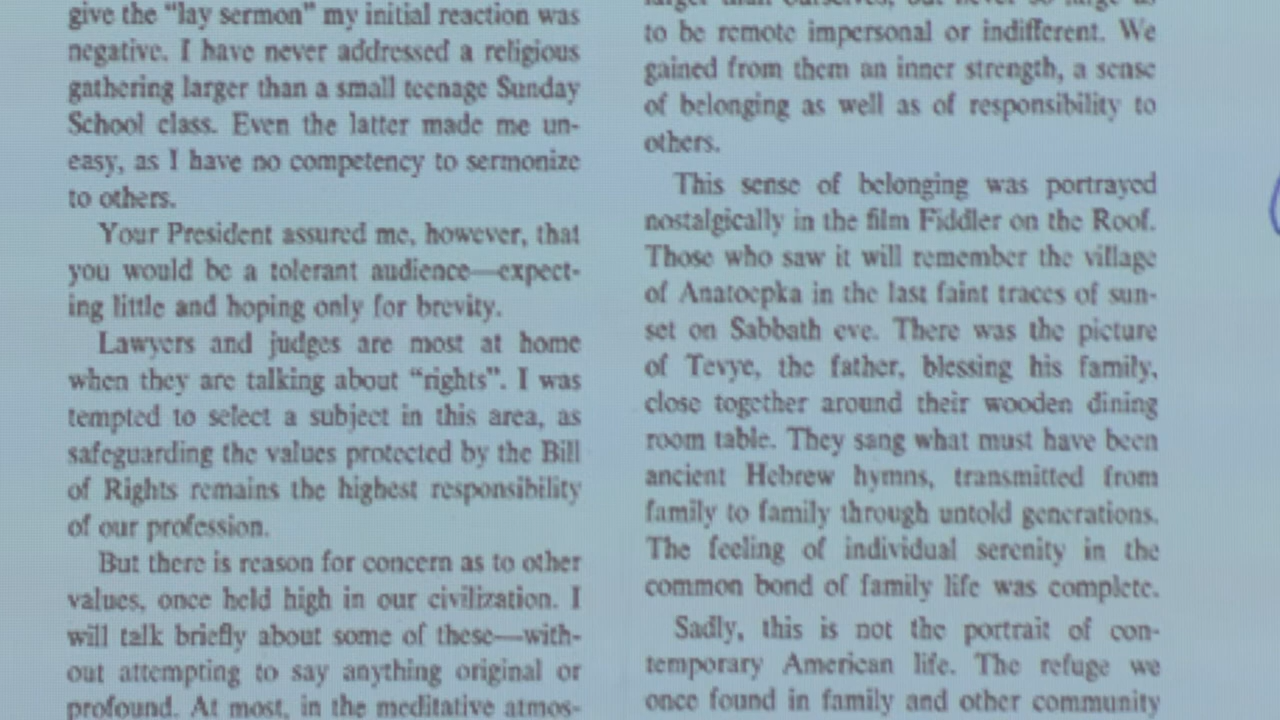 give the “lay sermon” my initial reaction was
negative. I have never addressed a religious
gathering larger than a small teenage Sunday
School class. Even the latter made me un-
easy, as I have no competency to sermonize
to others.
Your President assured me, however, that
you would be a tolerant audience—expect-
ing little and hoping only for brevity.
Lawyers and judges are most at home
when they are talking about “rights”. I was
tempted to select a subject in this area, as
safeguarding the values protected by the Bill
of Rights remains the highest responsibility
of our profession.
But there is reason for concern as to other
values, once held high in our civilization. I
will talk briefly about some of these—with-
out attempting to say anything original or
profound. At most, in the meditative atmos-
larger than ourselves, but never so large as
to be remote impersonal or indifferent. We
gained from them an inner strength, a sense
of belonging as well as of responsibility to
others.
This sense of belonging was portrayed
nostalgically in the film Fiddler on the Roof.
Those who saw it will remember the village
of Anatoepka in the last faint traces of sun-
set on Sabbath eve. There was the picture
of Tevye, the father, blessing his family,
close together around their wooden dining
room table. They sang what must have been
ancient Hebrew hymns, transmitted from
family to family through untold generations.
The feeling of individual serenity in the
common bond of family life was complete.
Sadly, this is not the portrait of con-
temporary American life. The refuge we
once found in family and other community